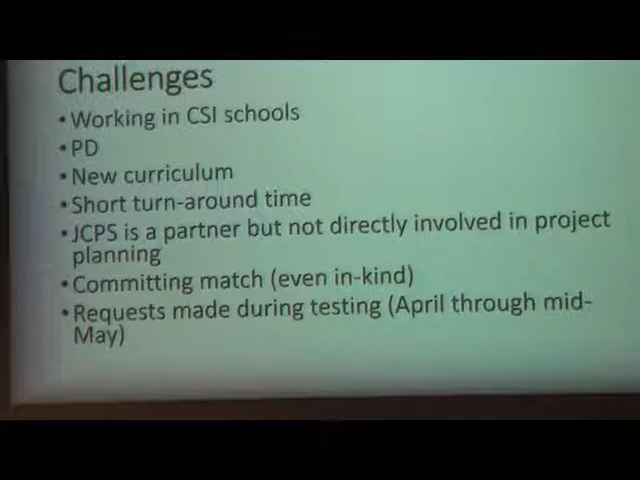 Challenges
•Working in CSI schools
•PD
•New curriculum
•Short turn-around time
•JCPS is a partner but not directly involved in project
planning
•Committing match (even in-kind)
•Requests made during testing (April through mid-
May)